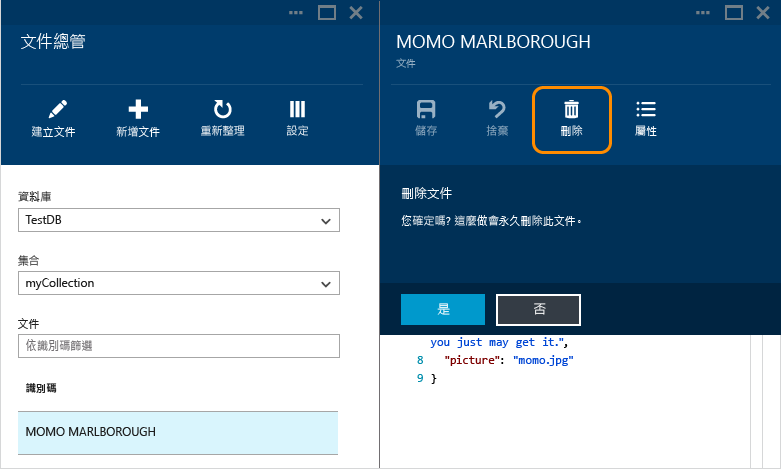 文件總管
建立文件
新增文件
重新整理
設定
資料庫
TestDB
集合
myCollection
文件
依識別碼篩選
識別碼
MOMO MARLBOROUGH
MOMO MARLBOROUGH
文件
儲存
捨棄
刪除
屬性
刪除文件
您確定嗎? 這麼做會永久刪除此文件。
是
否
you just may get it.",
8 "picture": "momo.jpg"
9 }